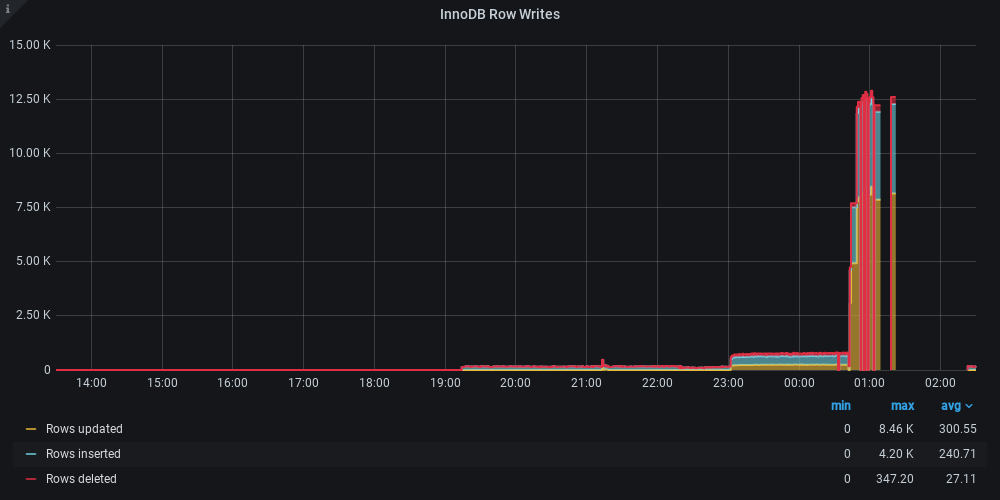 i
InnoDB Row Writes
15.00 K
12.50 K
10.00 K
7.50 K
5.00 K
2.50 K
0
14:00 15:00 16:00 17:00 18:00 19:00 20:00 21:00 22:00 23:00 00:00 01:00 02:00
min max avg
Rows updated 0 8.46 K 300.55
Rows inserted 0 4.20 K 240.71
Rows deleted 0 347.20 27.11